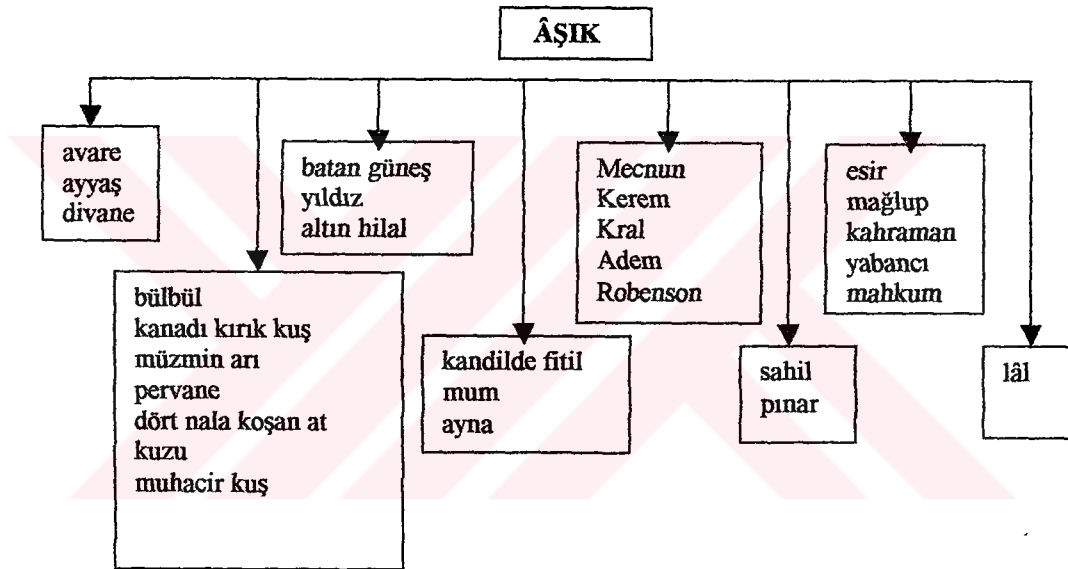 ÂŞIK
avare
ayyaş
divane
bülbül
kanadı kırık kuş
müzmin arı
pervane
dört nala koşan at
kuzu
muhacir kuş
batan güneş
yıldız
altın hilal
kandilde fitil
mum
ayna
Mecnun
Kerem
Kral
Adem
Robenson
sahil
pınar
esir
mağlup
kahraman
yabancı
mahkum
lâl